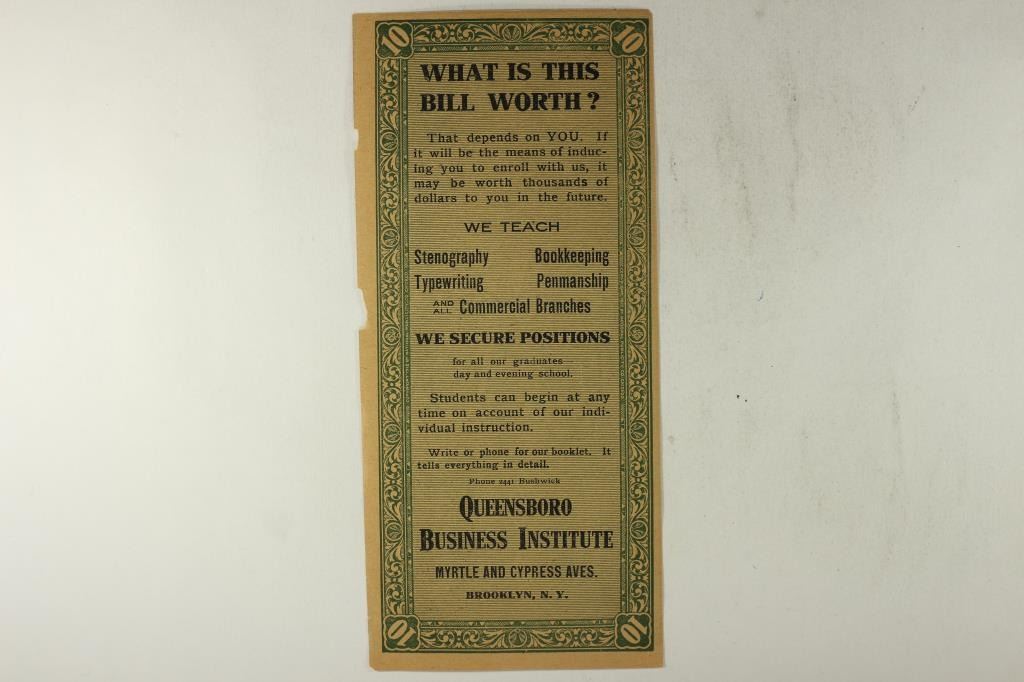 10 10
WHAT IS THIS
BILL WORTH?
That depends on YOU. If
it will be the means of induc-
ing you to enroll with us, it
may be worth thousands of
dollars to you in the future.
WE TEACH
Stenography Bookkeeping
Typewriting Penmanship
AND ALL Commercial Branches
WE SECURE POSITIONS
for all our graduates
day and evening school.
Students can begin at any
time on account of our indi-
vidual instruction.
Write or phone for our booklet. It
tells everything in detail.
Phone 2441 Bushwick
QUEENSBORO
BUSINESS INSTITUTE
MYRTLE AND CYPRESS AVES.
BROOKLYN, N. Y.
10 10